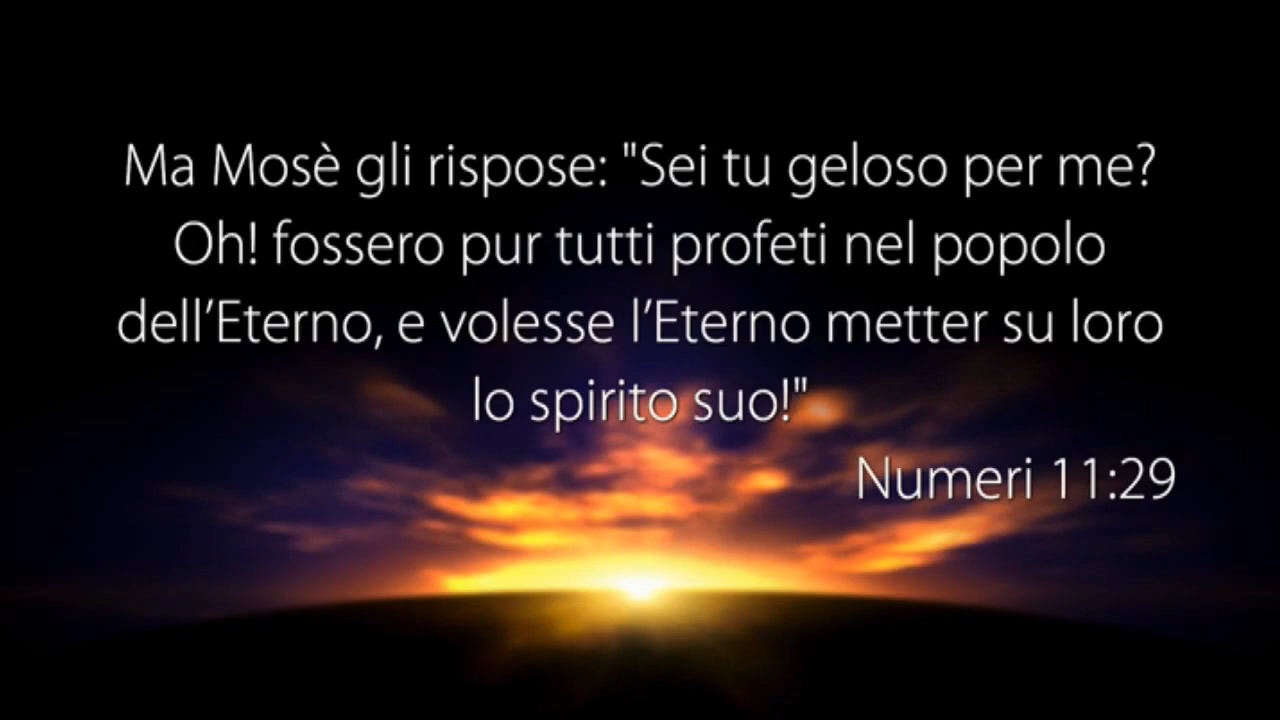 Ma Mosè gli rispose: "Sei tu geloso per me?
Oh! fossero pur tutti profeti nel popolo
dell’Eterno, e volesse l’Eterno metter su loro
lo spirito suo!"
Numeri 11:29